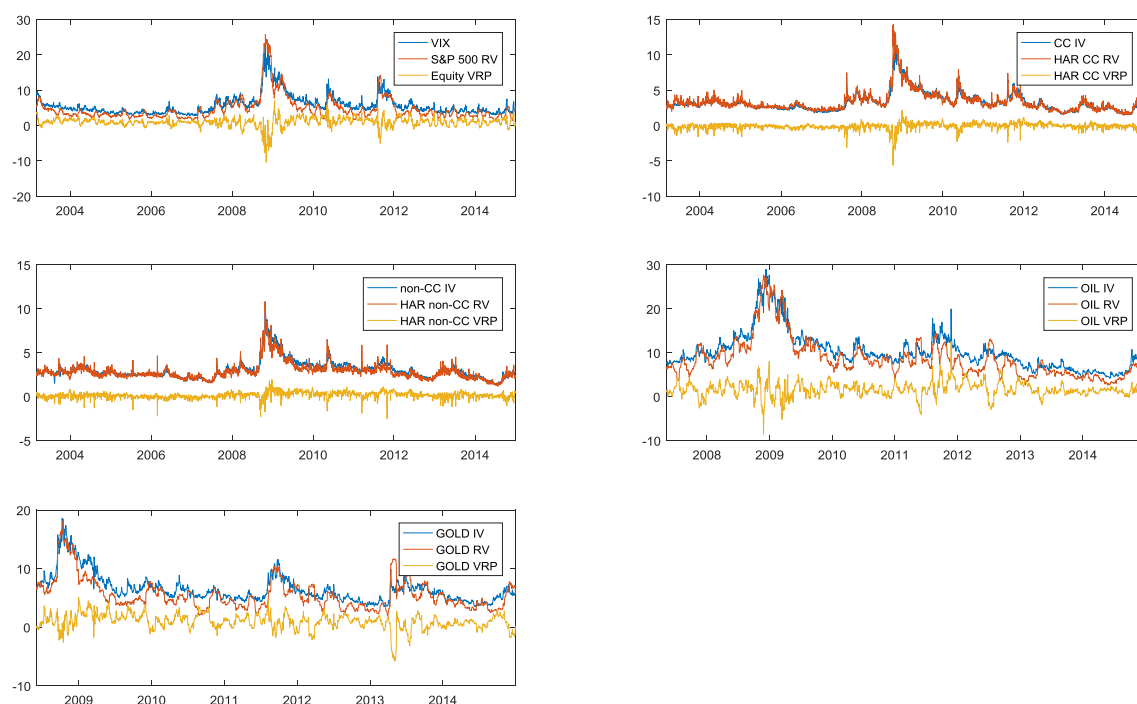 30
20
10
0
-10
-20
2004 2006 2008 2010 2012 2014
VIX
S&P 500 RV
Equity VRP
15
10
5
0
-5
-10
2004 2006 2008 2010 2012 2014
CC IV
HAR CC RV
HAR CC VRP
15
10
5
0
-5
2004 2006 2008 2010 2012 2014
non-CC IV
HAR non-CC RV
HAR non-CC VRP
30
20
10
0
-10
2008 2009 2010 2011 2012 2013 2014
OIL IV
OIL RV
OIL VRP
20
10
0
-10
2009 2010 2011 2012 2013 2014
GOLD IV
GOLD RV
GOLD VRP